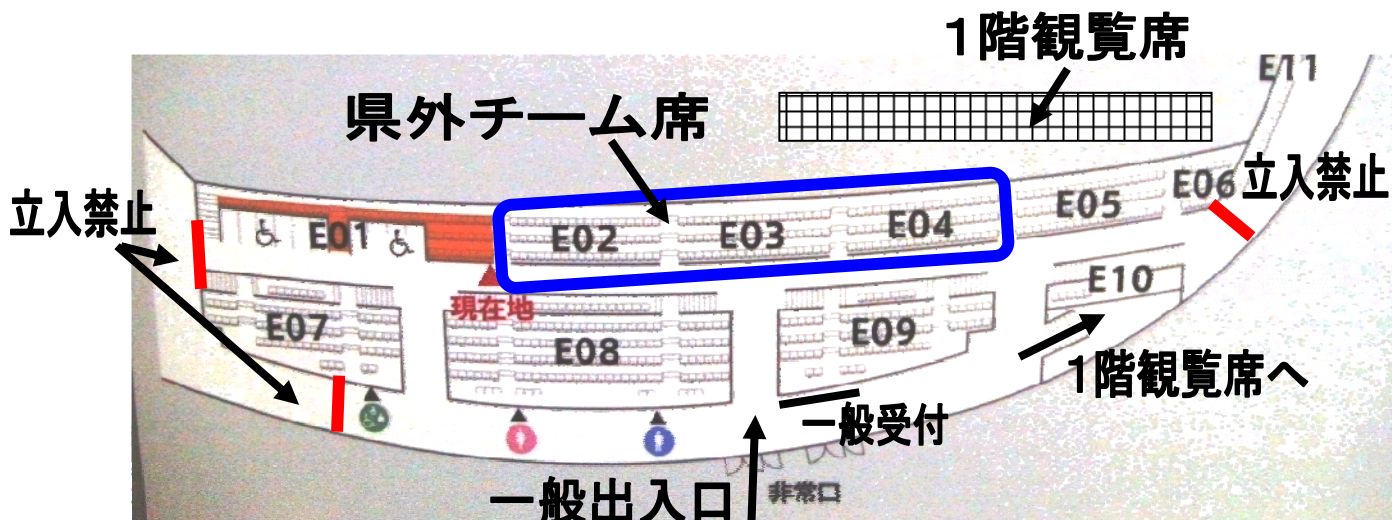 1階観覧席
E11
県外チーム席
立入禁止
E06
立入禁止
E05
E04
E03
E02
E01
現在地
E10
E07
E08
E09
1階観覧席へ
一般受付
一般出入口
非常口